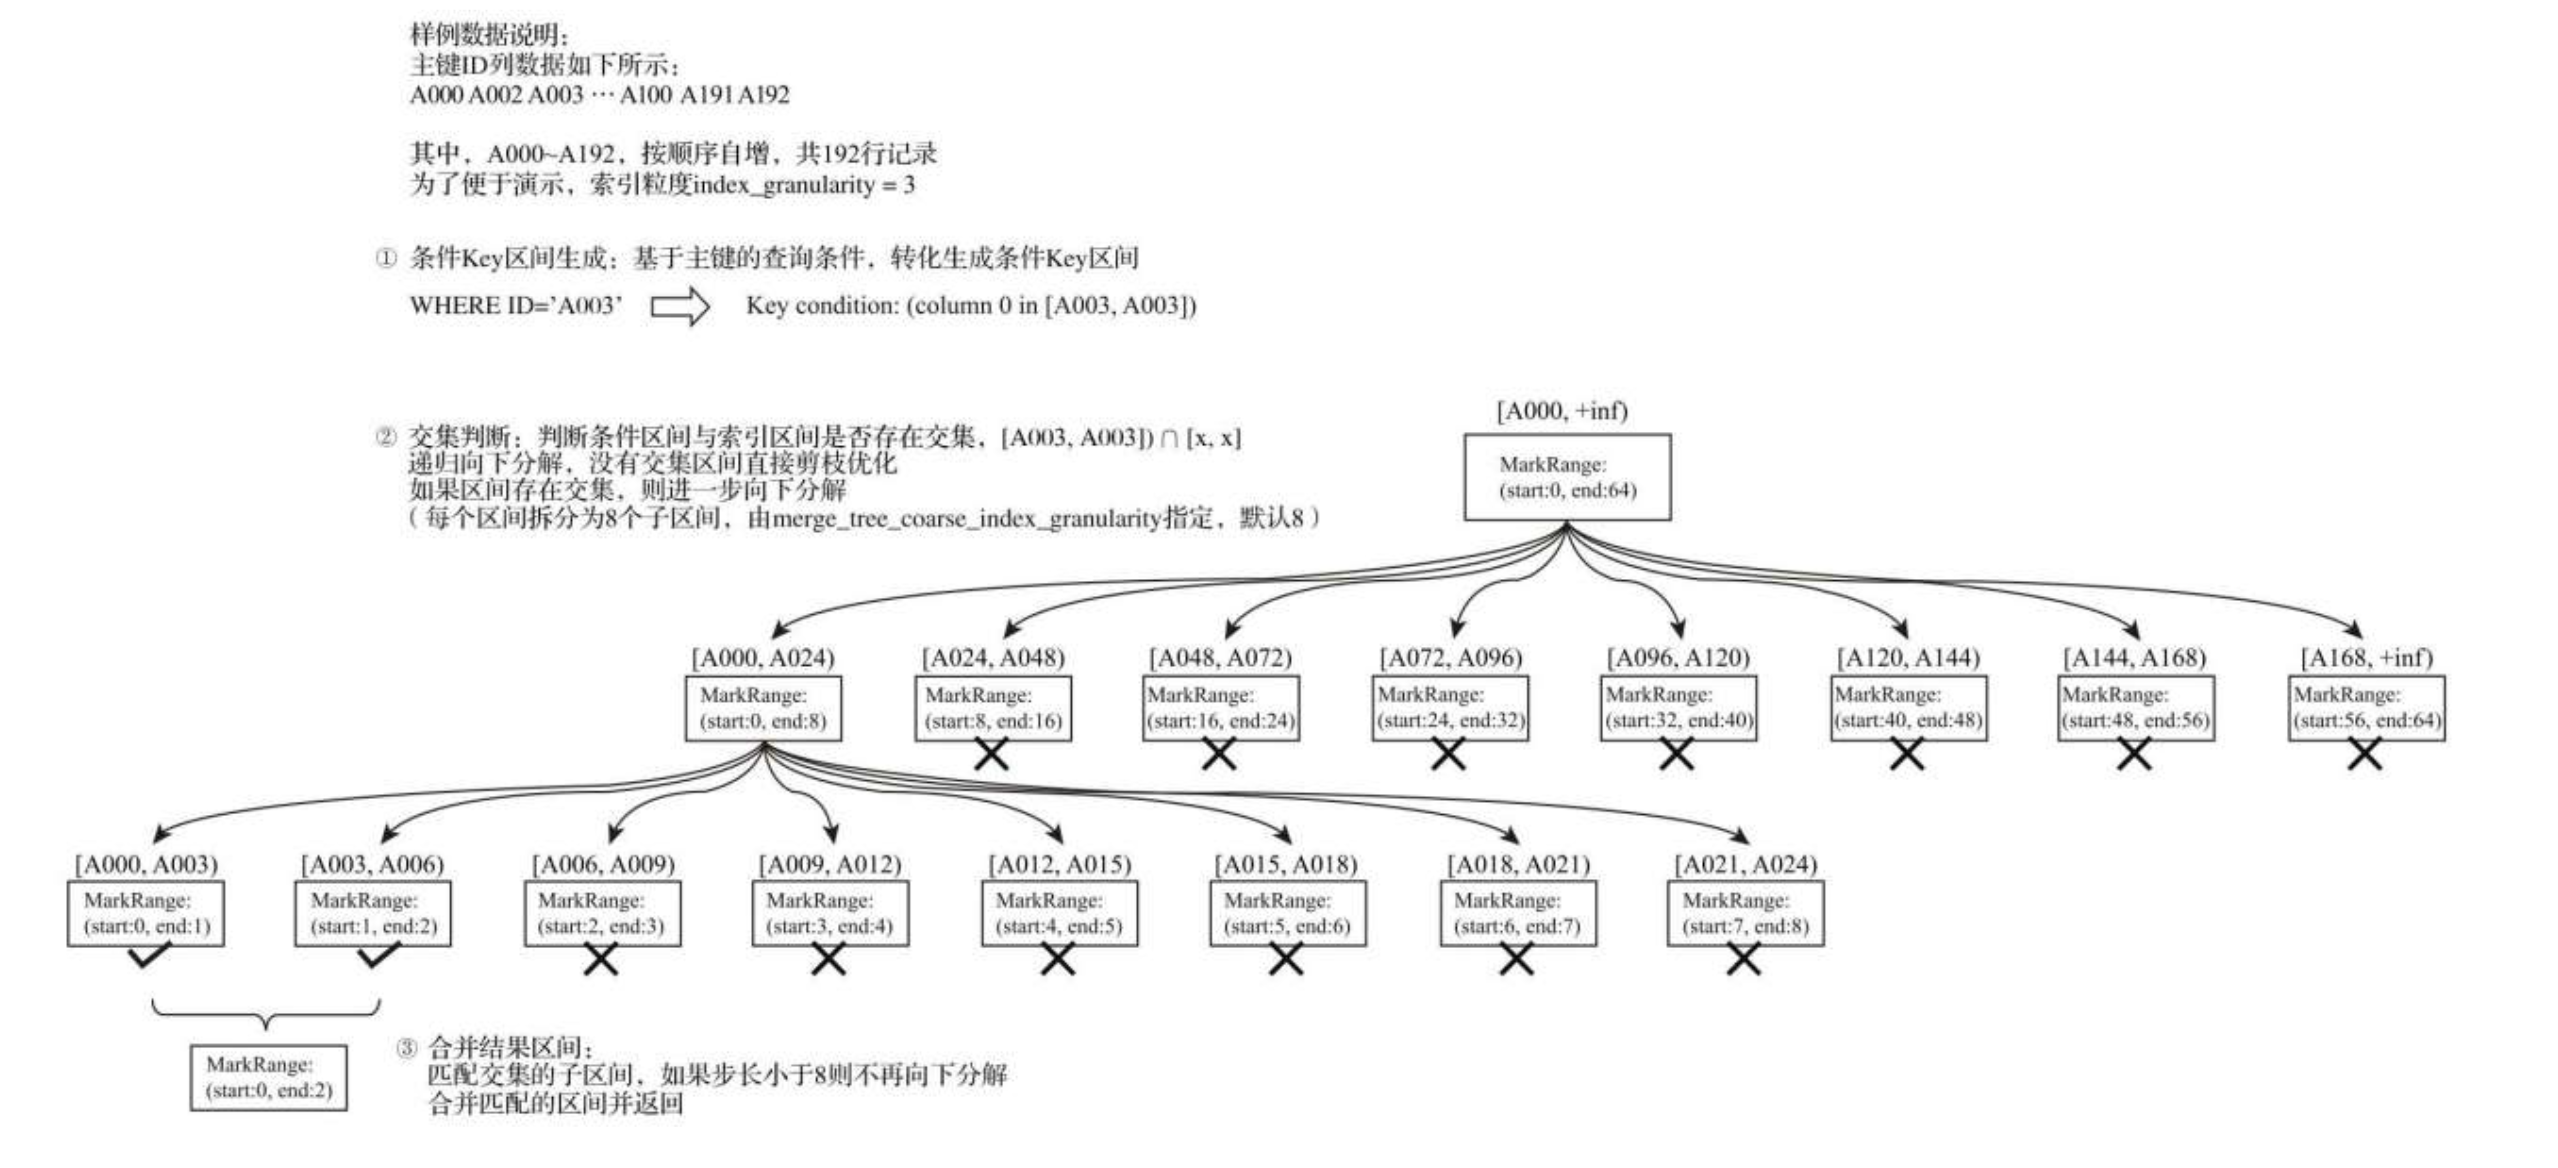 样例数据说明：
主键ID列数据如下所示：
A000 A002 A003 … A100 A191 A192
其中，A000~A192，按顺序自增，共192行记录
为了便于演示，索引粒度index_granularity = 3
① 条件Key区间生成：基于主键的查询条件，转化生成条件Key区间
WHERE ID=’A003’ Key condition: (column 0 in [A003, A003])
[A000, +inf)
MarkRange:
(start:0, end:64)
② 交集判断：判断条件区间与索引区间是否存在交集，[A003, A003]) ∩ [x, x]
递归向下分解，没有交集区间直接剪枝优化
如果区间存在交集，则进一步向下分解
（每个区间拆分为8个子区间，由merge_tree_coarse_index_granularity指定，默认8）
[A000, A024) [A024, A048) [A048, A072) [A072, A096) [A096, A120) [A120, A144) [A144, A168) [A168, +inf)
MarkRange: MarkRange: MarkRange: MarkRange: MarkRange: MarkRange: MarkRange: MarkRange:
(start:0, end:8) (start:8, end:16) (start:16, end:24) (start:24, end:32) (start:32, end:40) (start:40, end:48) (start:48, end:56) (start:56, end:64)
[A000, A003) [A003, A006) [A006, A009) [A009, A012) [A012, A015) [A015, A018) [A018, A021) [A021, A024)
MarkRange: MarkRange: MarkRange: MarkRange: MarkRange: MarkRange: MarkRange: MarkRange:
(start:0, end:1) (start:1, end:2) (start:2, end:3) (start:3, end:4) (start:4, end:5) (start:5, end:6) (start:6, end:7) (start:7, end:8)
MarkRange:
(start:0, end:2)
③ 合并结果区间：
匹配交集的子区间，如果步长小于8则不再向下分解
合并匹配的区间并返回